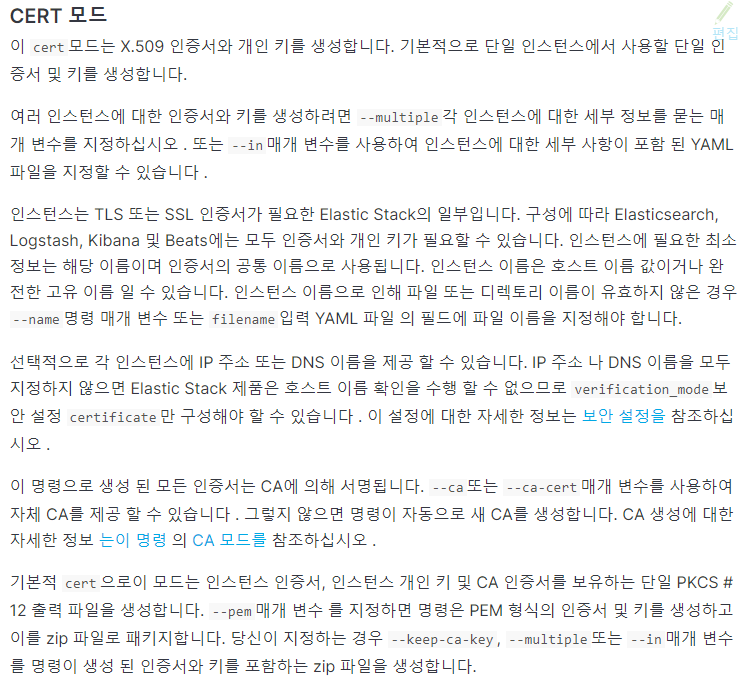 CERT 모드
편집
이 cert 모드는 X.509 인증서와 개인 키를 생성합니다. 기본적으로 단일 인스턴스에서 사용할 단일 인
증서 및 키를 생성합니다.
여러 인스턴스에 대한 인증서와 키를 생성하려면 --multiple 각 인스턴스에 대한 세부 정보를 묻는 매
개 변수를 지정하십시오 . 또는 --in 매개 변수를 사용하여 인스턴스에 대한 세부 사항이 포함 된 YAML
파일을 지정할 수 있습니다 .
인스턴스는 TLS 또는 SSL 인증서가 필요한 Elastic Stack의 일부입니다. 구성에 따라 Elasticsearch,
Logstash, Kibana 및 Beats에는 모두 인증서와 개인 키가 필요할 수 있습니다. 인스턴스에 필요한 최소
정보는 해당 이름이며 인증서의 공통 이름으로 사용됩니다. 인스턴스 이름은 호스트 이름 값이거나 완
전한 고유 이름 일 수 있습니다. 인스턴스 이름으로 인해 파일 또는 디렉토리 이름이 유효하지 않은 경우
--name 명령 매개 변수 또는 filename 입력 YAML 파일 의 필드에 파일 이름을 지정해야 합니다.
선택적으로 각 인스턴스에 IP 주소 또는 DNS 이름을 제공 할 수 있습니다. IP 주소 나 DNS 이름을 모두
지정하지 않으면 Elastic Stack 제품은 호스트 이름 확인을 수행 할 수 없으므로 verification_mode 보
안 설정 certificate 만 구성해야 할 수 있습니다 . 이 설정에 대한 자세한 정보는 보안 설정을 참조하십
시오 .
이 명령으로 생성 된 모든 인증서는 CA에 의해 서명됩니다. --ca 또는 --ca-cert 매개 변수를 사용하여
자체 CA를 제공 할 수 있습니다 . 그렇지 않으면 명령이 자동으로 새 CA를 생성합니다. CA 생성에 대한
자세한 정보 는이 명령 의 CA 모드를 참조하십시오 .
기본적 cert 으로이 모드는 인스턴스 인증서, 인스턴스 개인 키 및 CA 인증서를 보유하는 단일 PKCS #
12 출력 파일을 생성합니다. --pem 매개 변수 를 지정하면 명령은 PEM 형식의 인증서 및 키를 생성하고
이를 zip 파일로 패키지합니다. 당신이 지정하는 경우 --keep-ca-key, --multiple 또는 --in 매개 변수
를 명령이 생성 된 인증서와 키를 포함하는 zip 파일을 생성합니다.